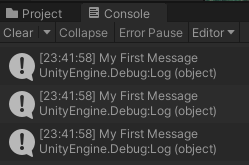 Project Console
Clear Collapse Error Pause Editor
[23:41:58] My First Message
UnityEngine.Debug:Log (object)
[23:41:58] My First Message
UnityEngine.Debug:Log (object)
[23:41:58] My First Message
UnityEngine.Debug:Log (object)